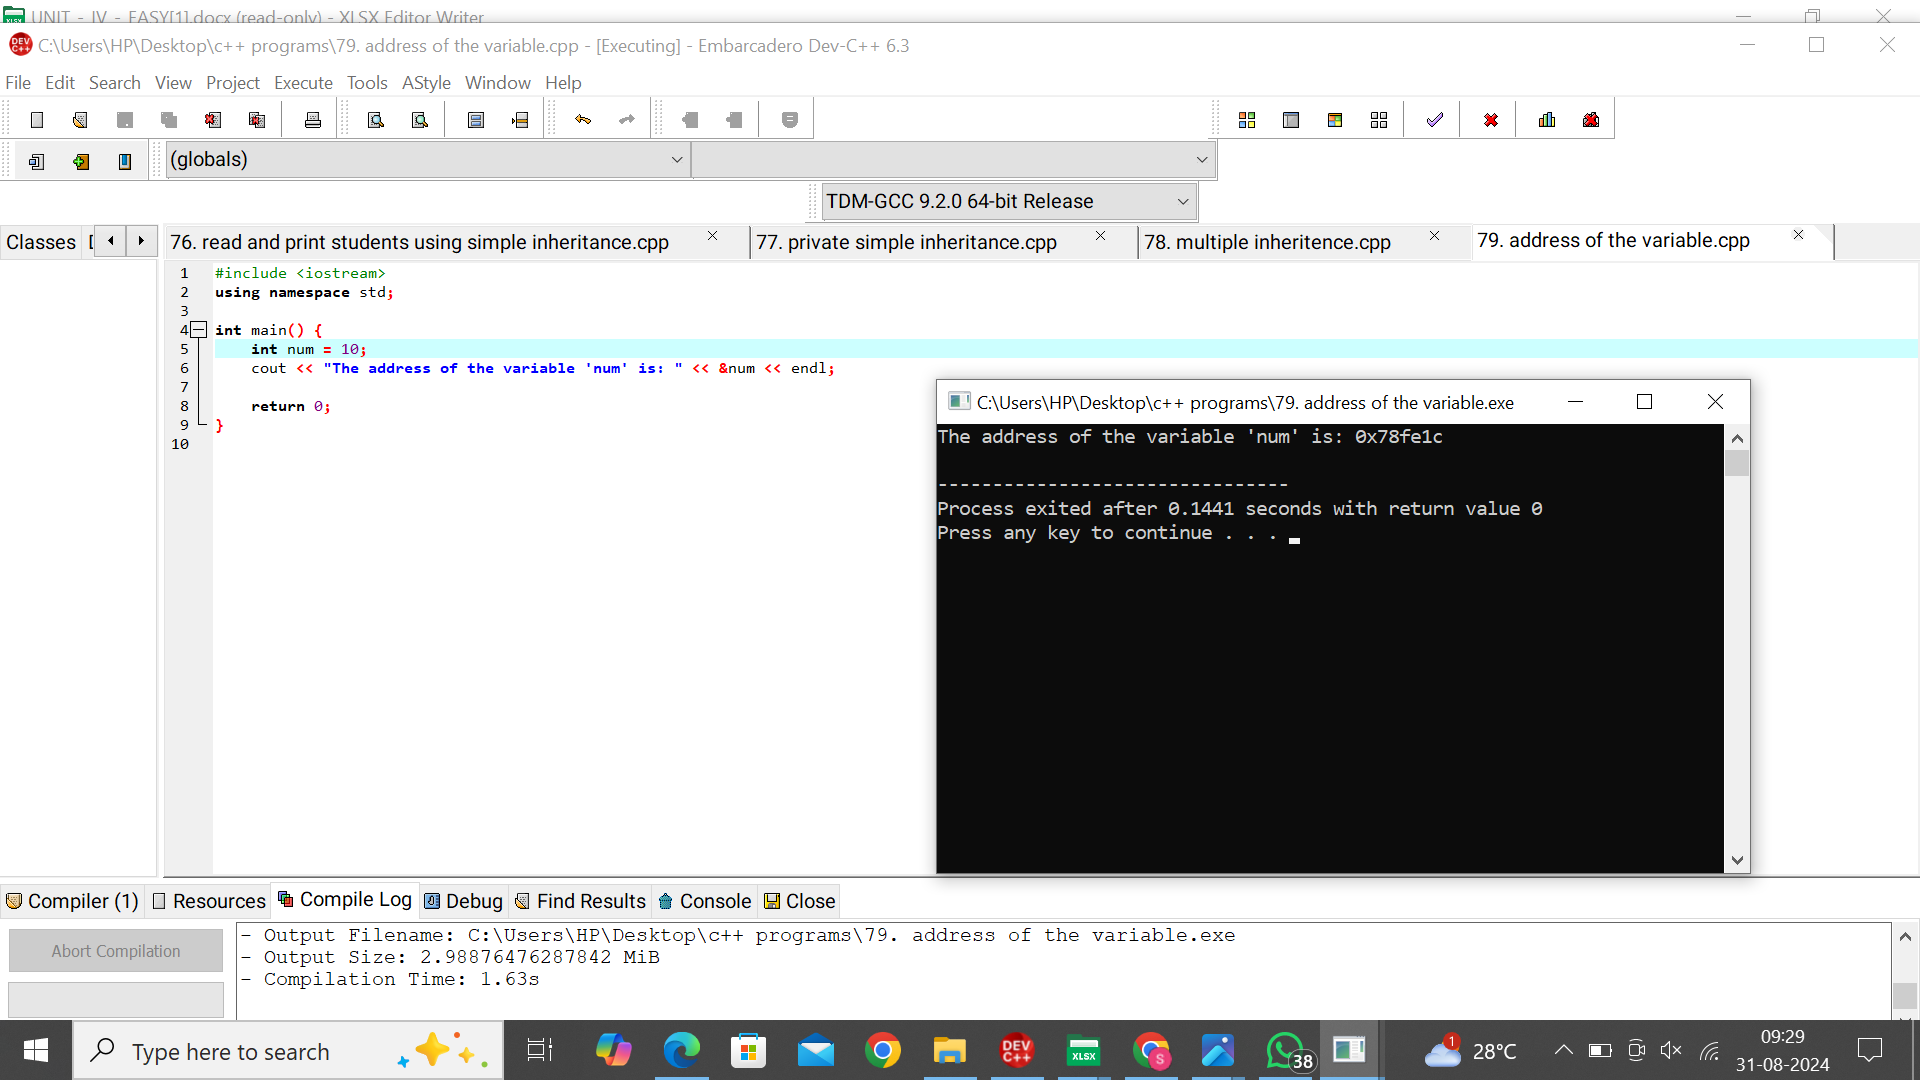 UNIT - IV - EASY[1].docx (read-only) - XLSX Editor Writer
C:\Users\HP\Desktop\c++ programs\79. address of the variable.cpp - [Executing] - Embarcadero Dev-C++ 6.3
File Edit Search View Project Execute Tools AStyle Window Help
(globals)
TDM-GCC 9.2.0 64-bit Release
Classes
76. read and print students using simple inheritance.cpp
77. private simple inheritance.cpp
78. multiple inheritence.cpp
79. address of the variable.cpp
1 #include <iostream>
2 using namespace std;
3
4 int main() {
5 int num = 10;
6 cout << "The address of the variable 'num' is: " << &num << endl;
7
8 return 0;
9 }
10
C:\Users\HP\Desktop\c++ programs\79. address of the variable.exe
The address of the variable 'num' is: 0x78fe1c
--------------------------------
Process exited after 0.1441 seconds with return value 0
Press any key to continue . . .
Compiler (1) Resources Compile Log Debug Find Results Console Close
Abort Compilation
- Output Filename: C:\Users\HP\Desktop\c++ programs\79. address of the variable.exe
- Output Size: 2.98876476287842 MiB
- Compilation Time: 1.63s
Type here to search
DEV C++
XLSX
S
38
1
28°C
09:29
31-08-2024